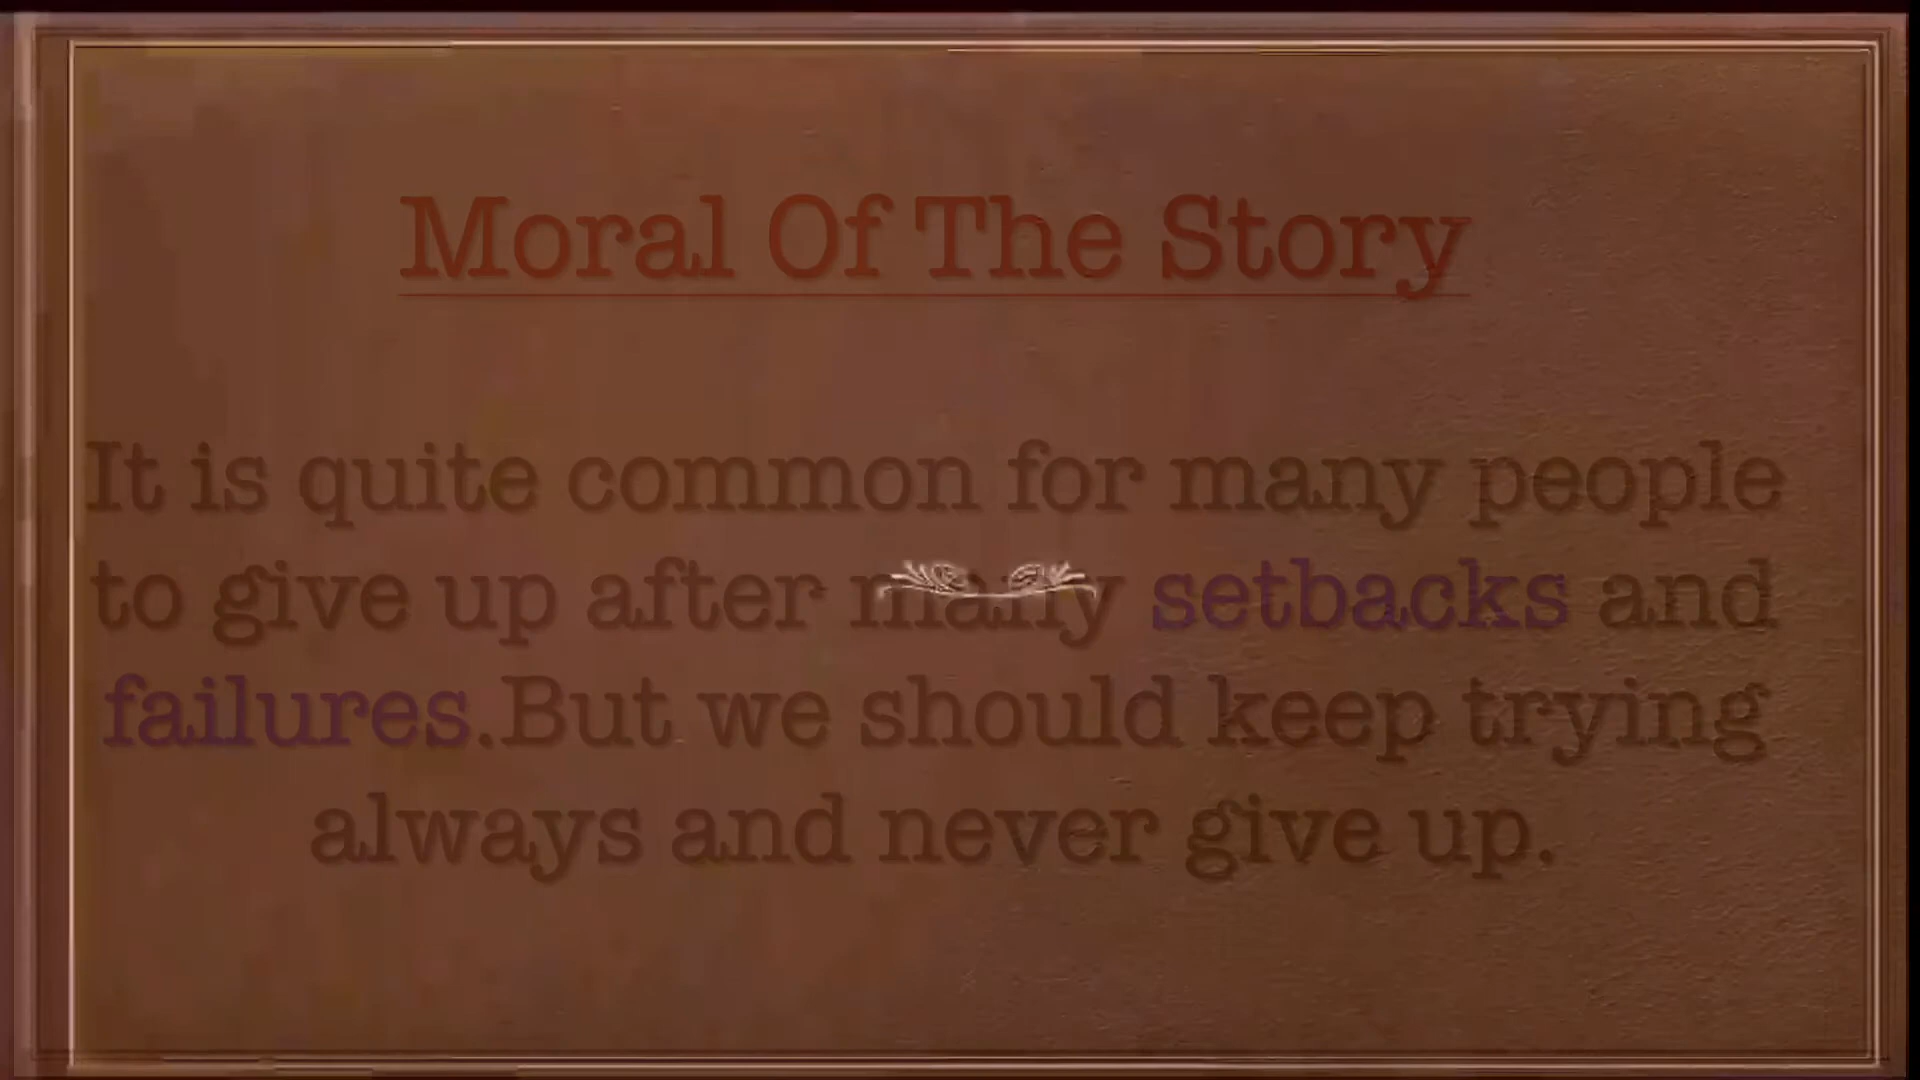 Moral Of The Story
It is quite common for many people
to give up after many setbacks and
failures.But we should keep trying
always and never give up.